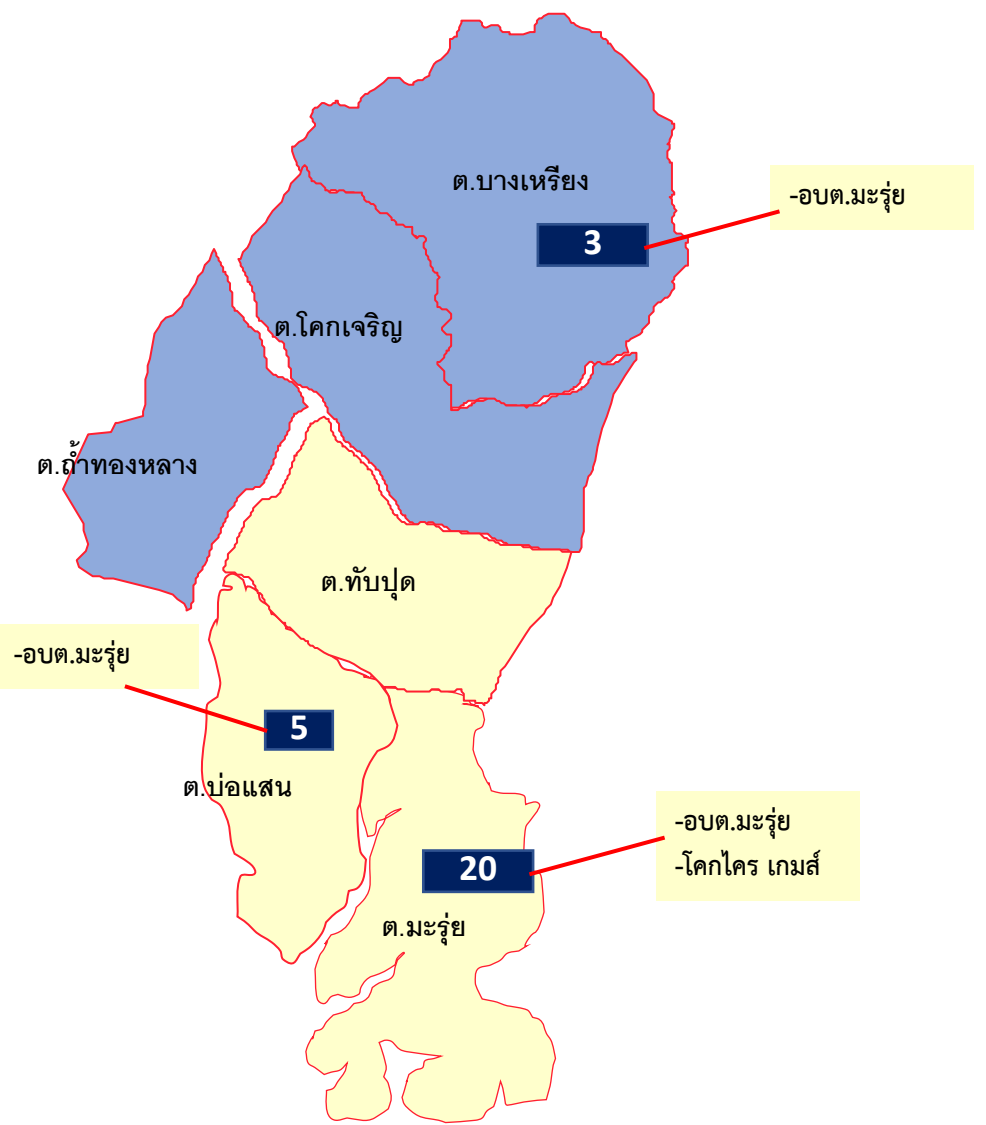 ต.บางเหรียง
-อบต.มะรุ่ย
3
ต.โคกเจริญ
ต.ถ้ำทองหลาง
ต.ทับปุด
-อบต.มะรุ่ย
5
ต.บ่อแสน
-อบต.มะรุ่ย
-โคกไคร เกมส์
20
ต.มะรุ่ย